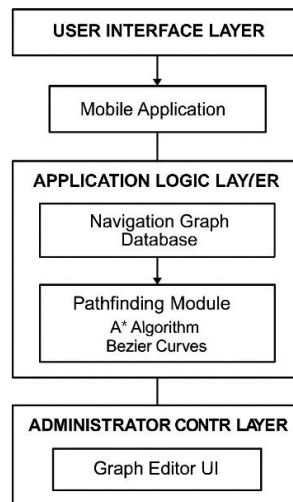 USER INTERFACE LAYER
Mobile Application
APPLICATION LOGIC LAY(ER
Navigation Graph
Database
Pathfinding Module
A* Algorithm
Bezier Curves
ADMINISTRATOR CONTR LAYER
Graph Editor UI